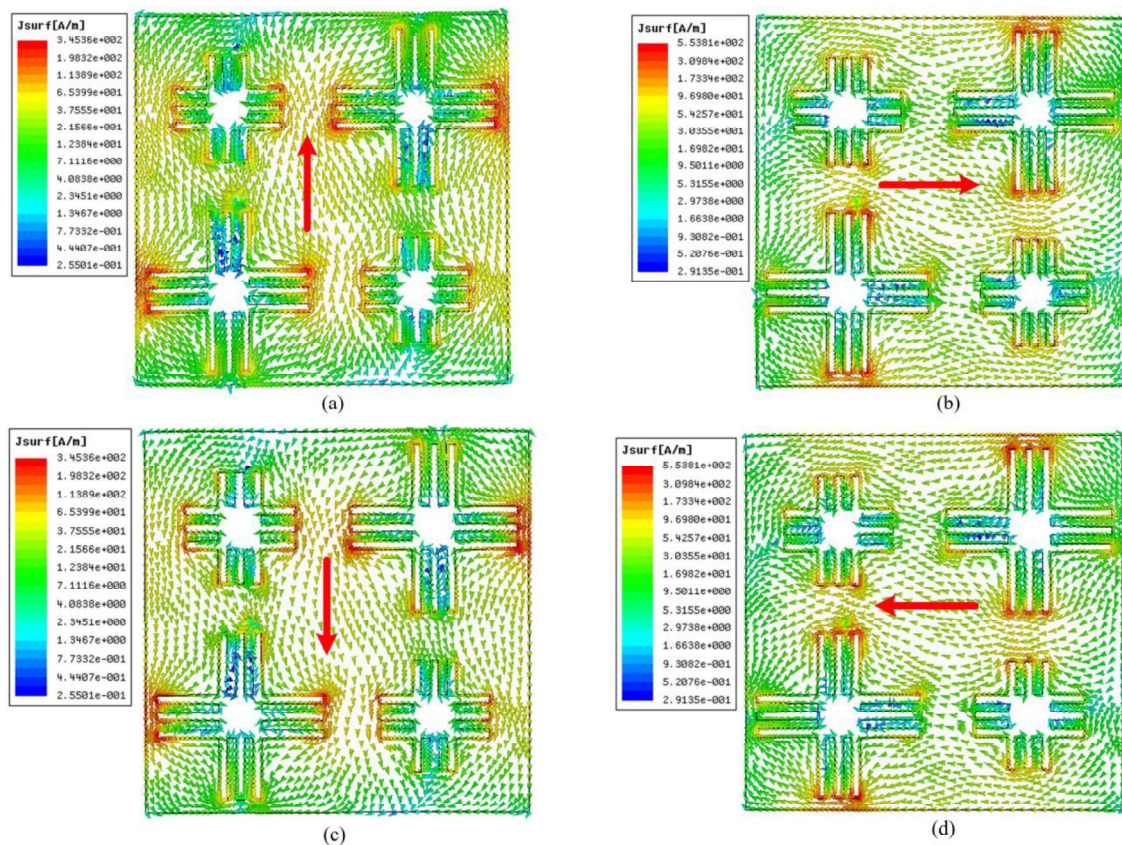 Jsurf[A/m]
3.4536e+002
1.9832e+002
1.1389e+002
6.5399e+001
3.7555e+001
2.1566e+001
1.2384e+001
7.1116e+000
4.0838e+000
2.3451e+000
1.3467e+000
7.7332e-001
4.4407e-001
2.5501e-001
(a)
Jsurf[A/m]
5.5381e+002
3.0984e+002
1.7334e+002
9.6980e+001
5.4257e+001
3.0355e+001
1.6982e+001
9.5011e+000
5.3155e+000
2.9738e+000
1.6638e+000
9.3082e-001
5.2076e-001
2.9135e-001
(b)
Jsurf[A/m]
3.4536e+002
1.9832e+002
1.1389e+002
6.5399e+001
3.7555e+001
2.1566e+001
1.2384e+001
7.1116e+000
4.0838e+000
2.3451e+000
1.3467e+000
7.7332e-001
4.4407e-001
2.5501e-001
(c)
Jsurf[A/m]
5.5381e+002
3.0984e+002
1.7334e+002
9.6980e+001
5.4257e+001
3.0355e+001
1.6982e+001
9.5011e+000
5.3155e+000
2.9738e+000
1.6638e+000
9.3082e-001
5.2076e-001
2.9135e-001
(d)